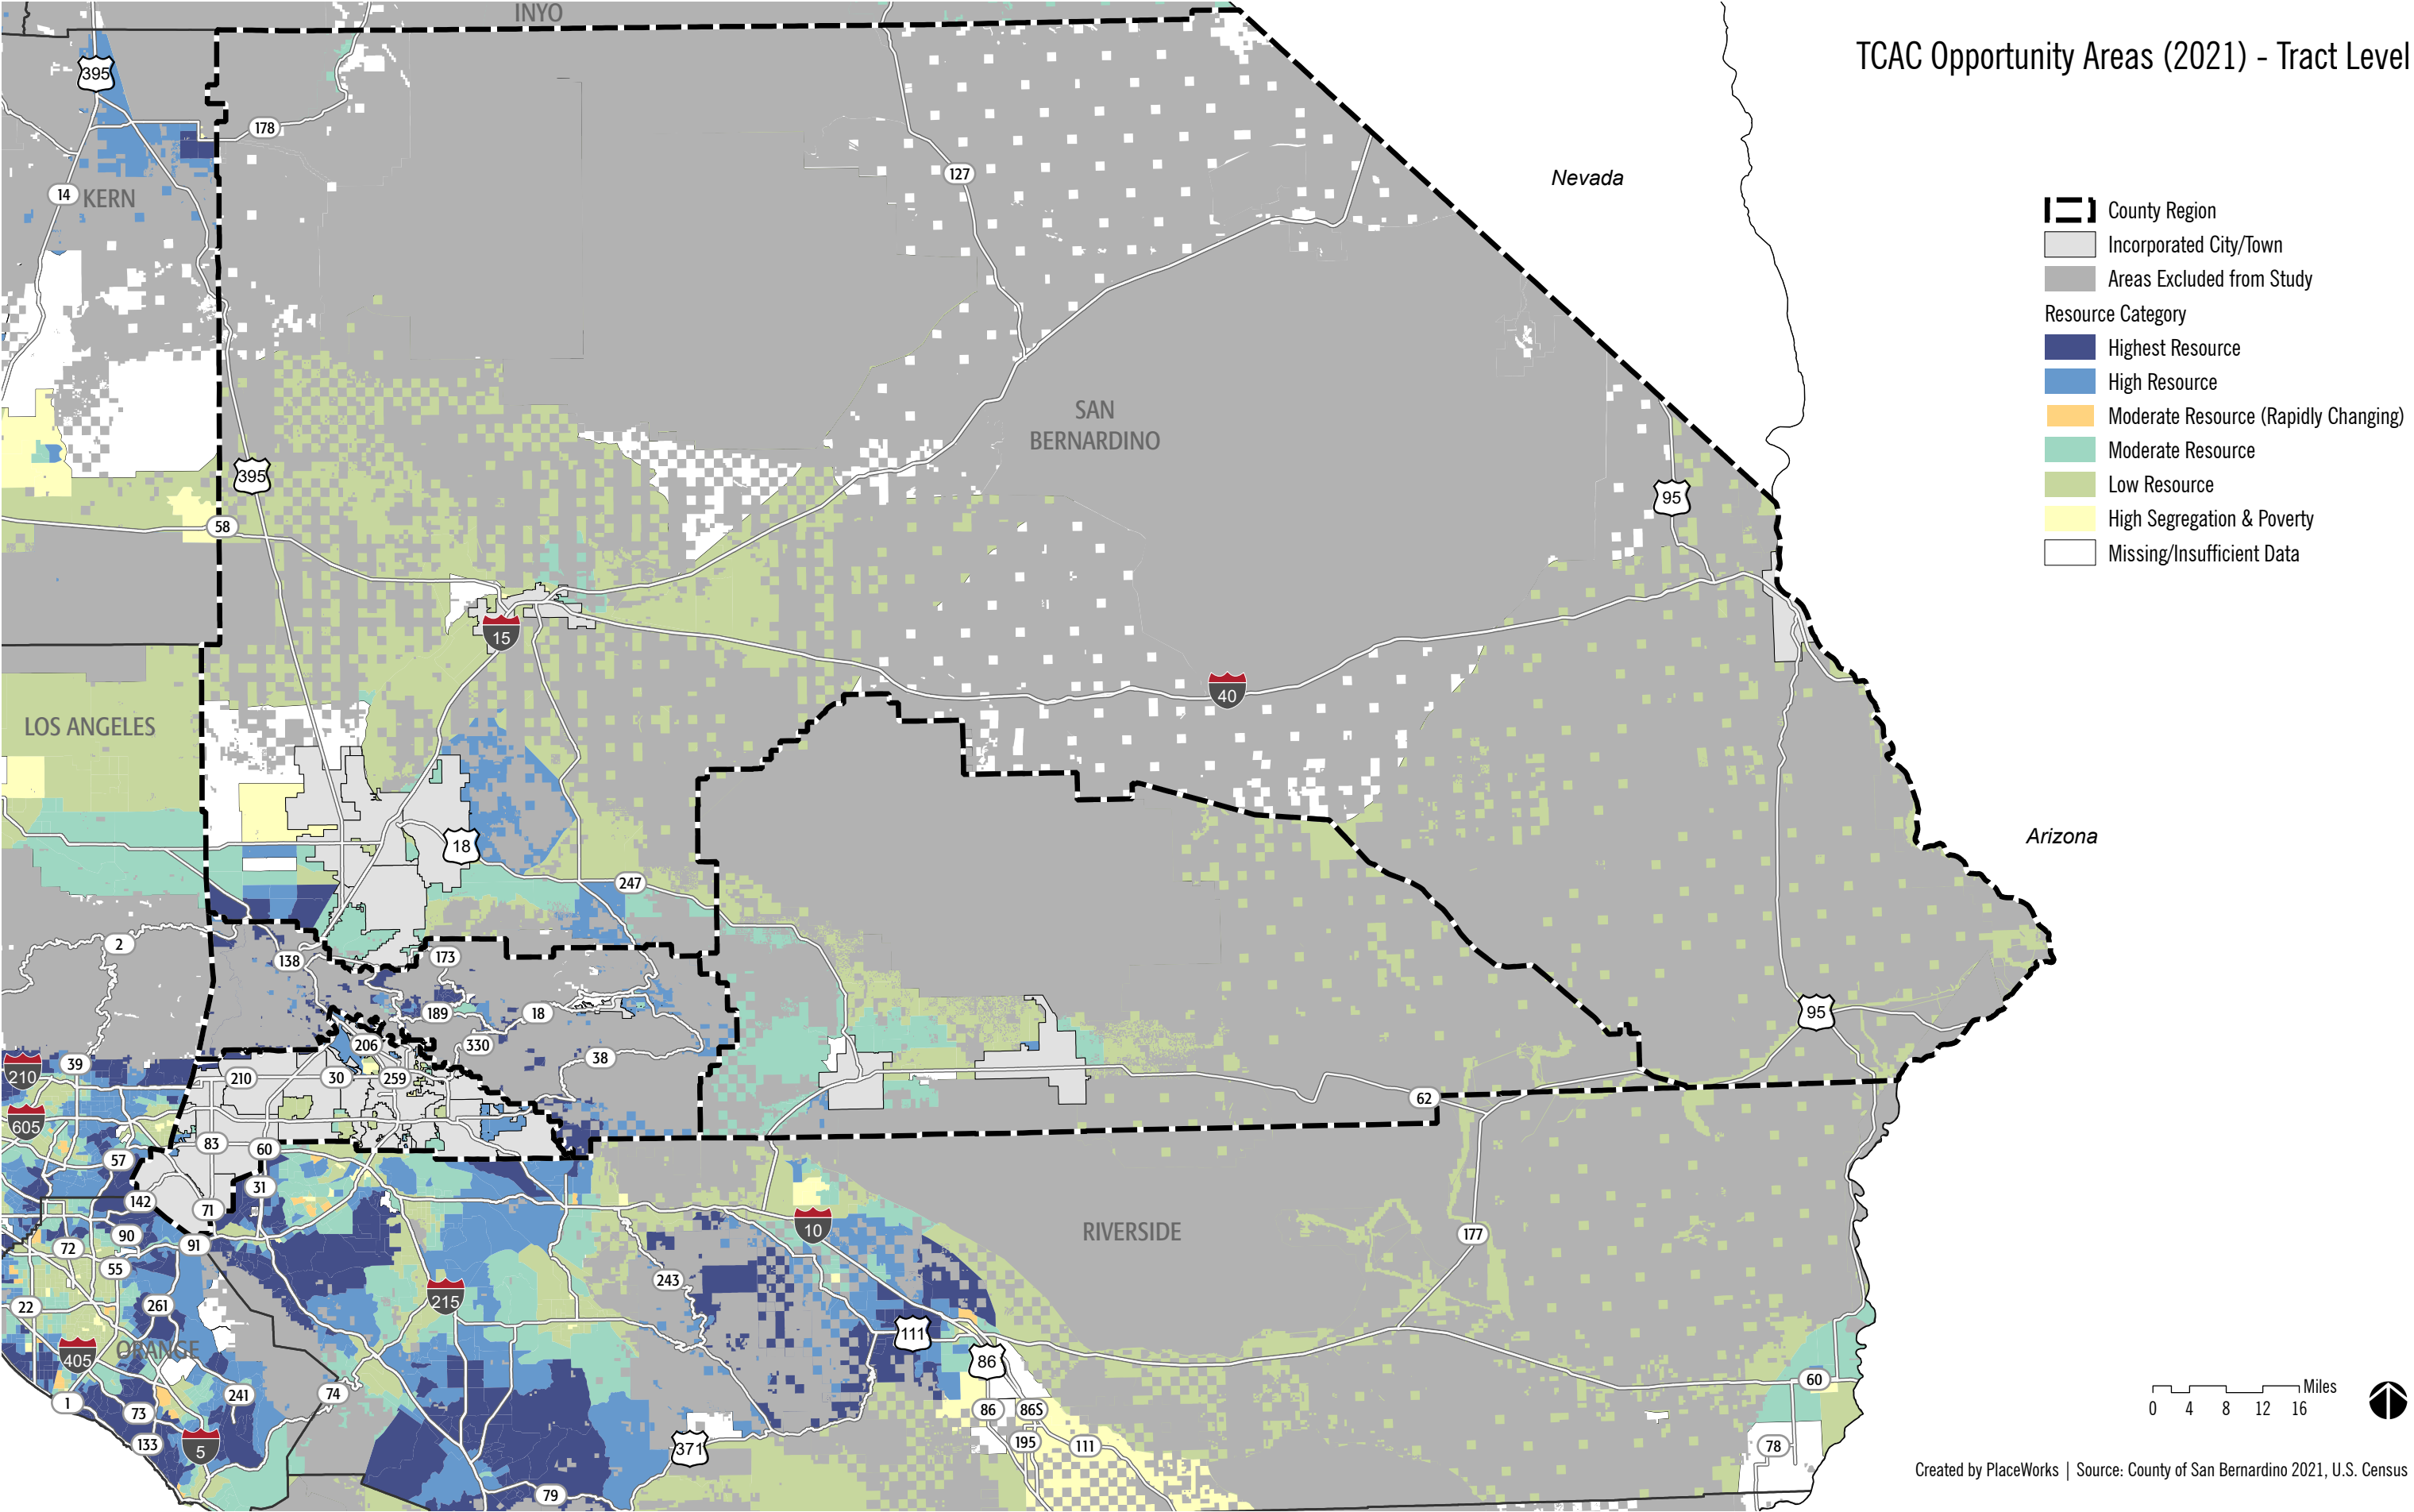 TCAC Opportunity Areas (2021) - Tract Level
County Region
Incorporated City/Town
Areas Excluded from Study
Resource Category
Highest Resource
High Resource
Moderate Resource (Rapidly Changing)
Moderate Resource
Low Resource
High Segregation & Poverty
Missing/Insufficient Data
INYO
395
178
14
KERN
127
Nevada
SAN
BERNARDINO
395
95
58
15
40
LOS ANGELES
18
247
Arizona
2
138
173
189
18
95
206
330
38
39
210
210
30
259
62
605
83
60
57
142
31
71
10
RIVERSIDE
177
90
91
72
55
243
22
261
215
111
405
ORANGE
86
74
241
60
1
73
86
86S
133
5
371
195
111
78
79
Miles
0 4 8 12 16
Created by PlaceWorks | Source: County of San Bernardino 2021, U.S. Census